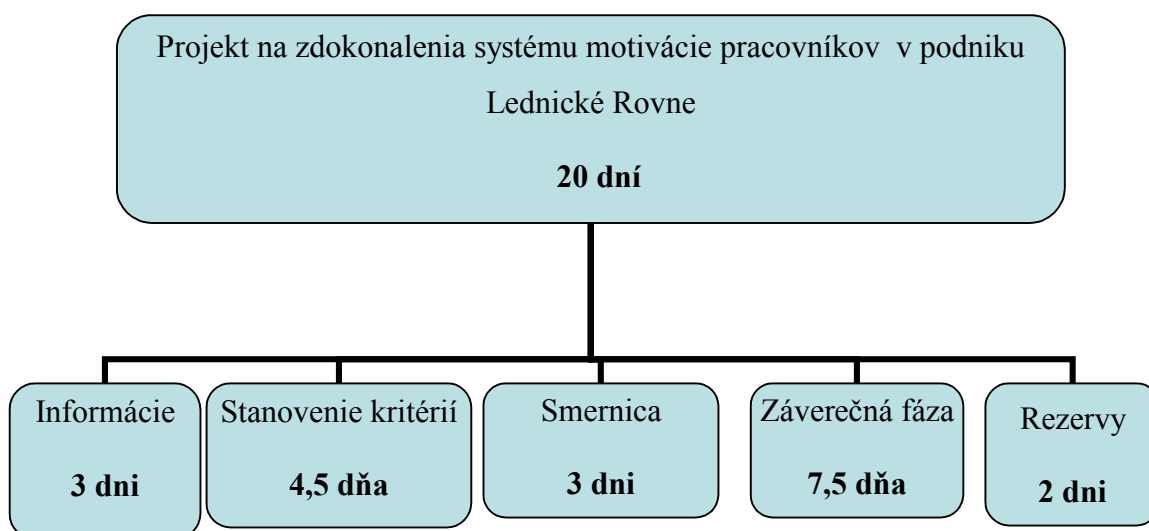 Projekt na zdokonalenia systému motivácie pracovníkov v podniku
Lednické Rovne
20 dní
Informácie
3 dni
Stanovenie kritérií
4,5 dňa
Smernica
3 dni
Záverečná fáza
7,5 dňa
Rezervy
2 dni